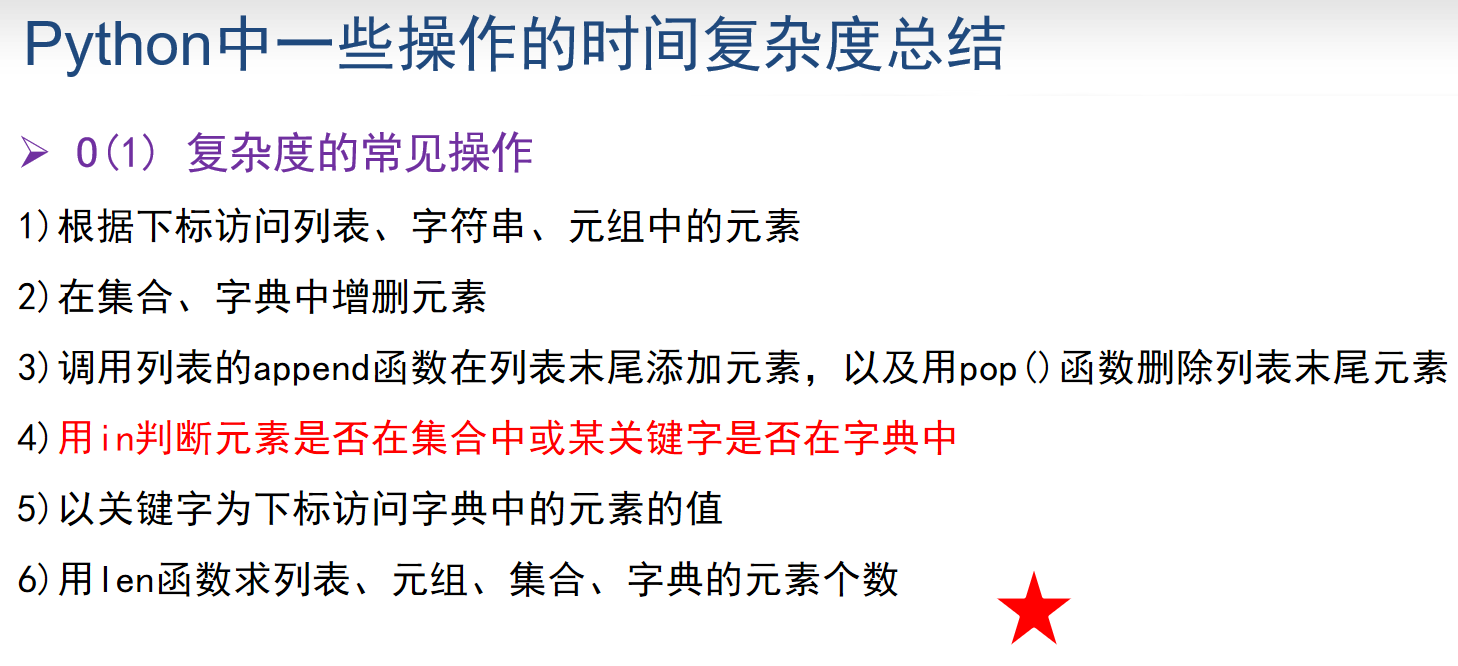 Python中一些操作的时间复杂度总结
➢ O(1) 复杂度的常见操作
1)根据下标访问列表、字符串、元组中的元素
2)在集合、字典中增删元素
3)调用列表的append函数在列表末尾添加元素，以及用pop()函数删除列表末尾元素
4)用in判断元素是否在集合中或某关键字是否在字典中
5)以关键字为下标访问字典中的元素的值
6)用len函数求列表、元组、集合、字典的元素个数